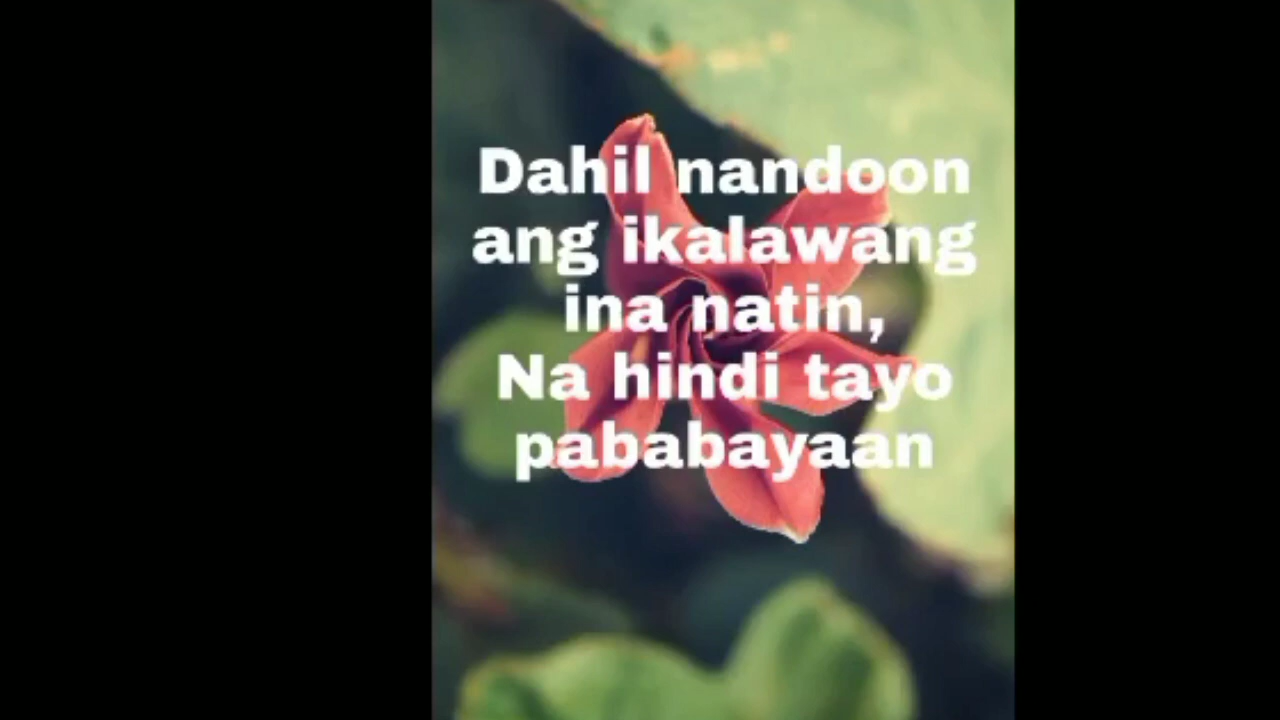 Dahil nandoon
ang ikalawang
ina natin,
Na hindi tayo
pababayaan